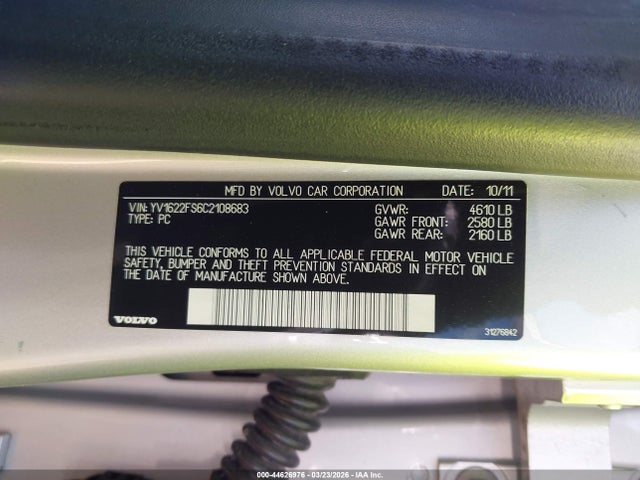 MFD BY VOLVO CAR CORPORATION DATE: 10/11
VIN: YV1622FS6C2108683 GVWR: 4610 LB
TYPE: PC GAWR FRONT: 2580 LB
GAWR REAR: 2160 LB
THIS VEHICLE CONFORMS TO ALL APPLICABLE FEDERAL MOTOR VEHICLE
SAFETY, BUMPER AND THEFT PREVENTION STANDARDS IN EFFECT ON
THE DATE OF MANUFACTURE SHOWN ABOVE.
VOLVO 31276942
000-44626976 - 03/23/2026 - IAA Inc.